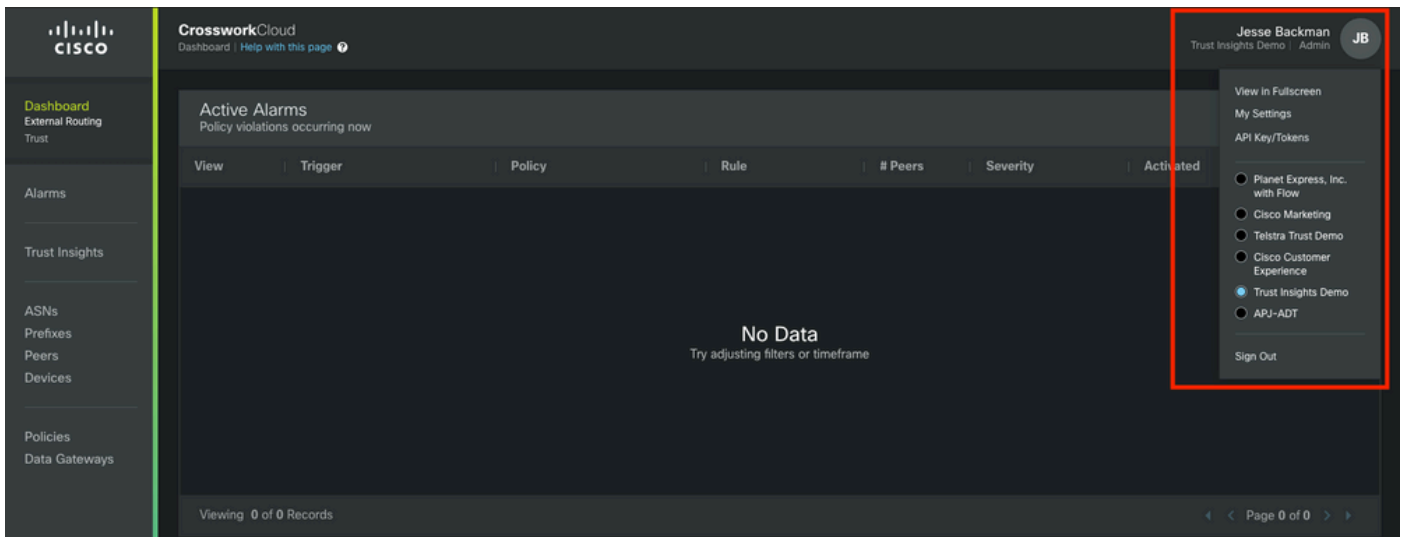 CISCO
CrossworkCloud
Dashboard | Help with this page ?
Jesse Backman
Trust Insights Demo | Admin
JB
Dashboard
External Routing
Trust
Alarms
Trust Insights
ASNs
Prefixes
Peers
Devices
Policies
Data Gateways
Active Alarms
Policy violations occurring now
View | Trigger | Policy | Rule | # Peers | Severity | Activated
No Data
Try adjusting filters or timeframe
Viewing 0 of 0 Records
Page 0 of 0
View in Fullscreen
My Settings
API Key/Tokens
Planet Express, Inc.
with Flow
Cisco Marketing
Telstra Trust Demo
Cisco Customer
Experience
Trust Insights Demo
APJ-ADT
Sign Out